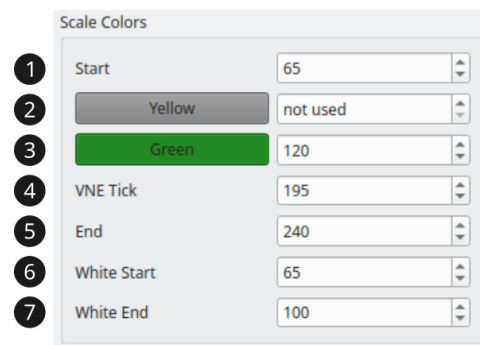 Scale Colors
1 Start 65
2 Yellow not used
3 Green 120
4 VNE Tick 195
5 End 240
6 White Start 65
7 White End 100